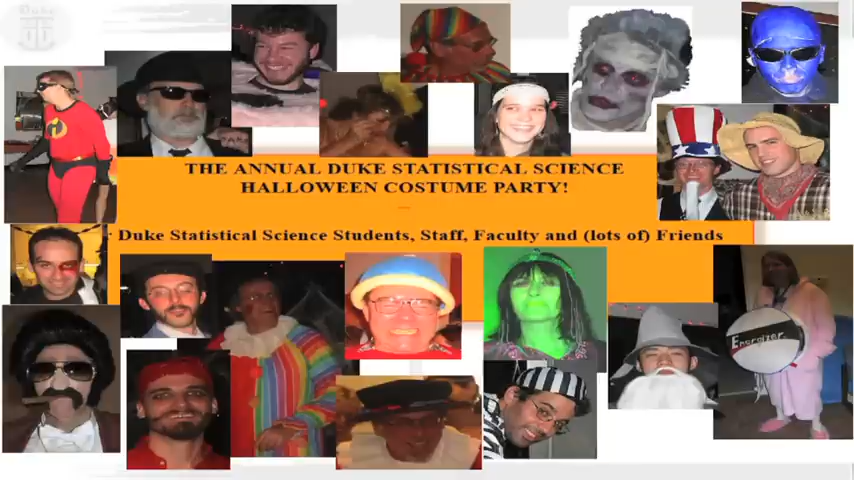 Duke
THE ANNUAL DUKE STATISTICAL SCIENCE
HALLOWEEN COSTUME PARTY!
Duke Statistical Science Students, Staff, Faculty and (lots of) Friends
Energizer